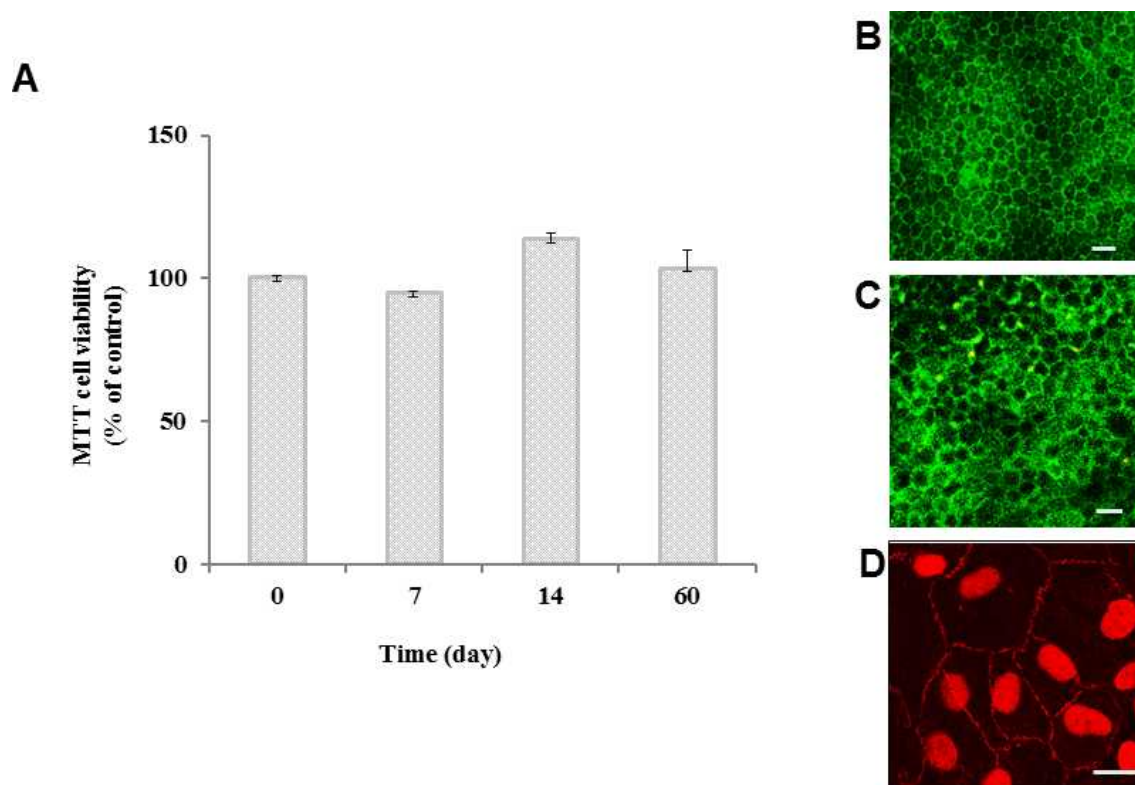 A
150
100
50
0
MTT cell viability
(% of control)
0 7 14 60
Time (day)
B
C
D